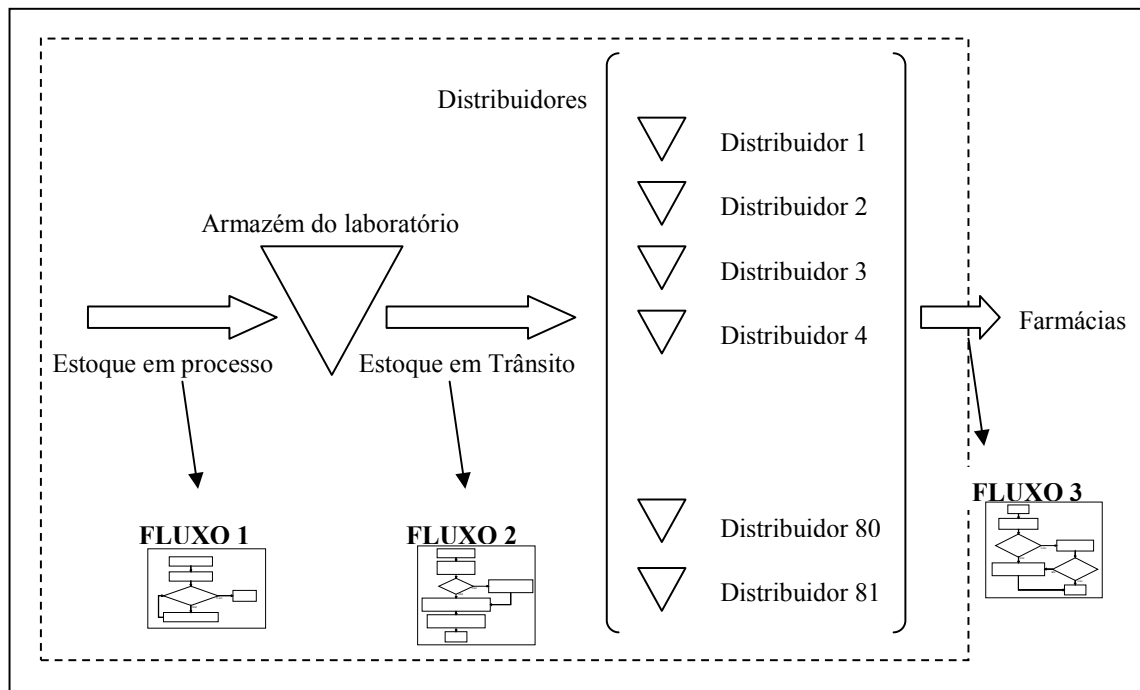 Distribuidores
Distribuidor 1
Distribuidor 2
Armazém do laboratório
Distribuidor 3
Distribuidor 4
Farmácias
Estoque em processo
Estoque em Trânsito
FLUXO 1
FLUXO 2
FLUXO 3
Distribuidor 80
Distribuidor 81